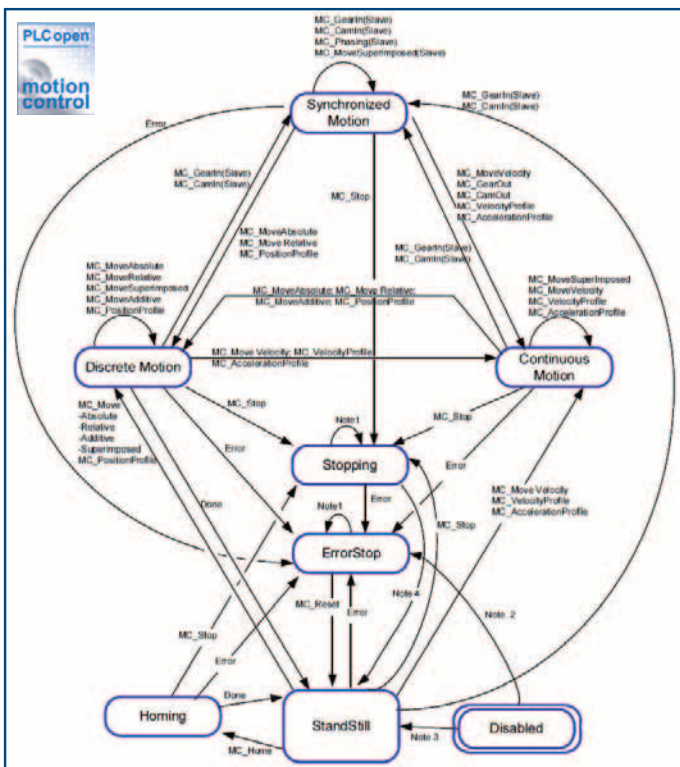 PLCopen
motion
control
MC_GearIn(Slave)
MC_CamIn(Slave)
MC_Phasing(Slave)
MC_MoveSuperimposed(Slave)
Synchronized
Motion
MC_GearIn(Slave)
MC_CamIn(Slave)
Error
MC_GearIn(Slave)
MC_CamIn(Slave)
MC_Stop
MC_MoveVelocity
MC_GearOut
MC_CamOut
MC_VelocityProfile
MC_AccelerationProfile
MC_MoveAbsolute
MC_Move Relative
MC_PositionProfile
MC_GearIn(Slave)
MC_CamIn(Slave)
MC_MoveAbsolute
MC_MoveRelative
MC_MoveSuperimposed
MC_MoveAdditive
MC_PositionProfile
MC_MoveAbsolute; MC_Move Relative;
MC_MoveAdditive; MC_PositionProfile
MC_MoveSuperImposed
MC_MoveVelocity
MC_VelocityProfile
MC_AccelerationProfile
Discrete Motion
MC_Move Velocity; MC_VelocityProfile
MC_AccelerationProfile
Continuous
Motion
MC_Move
-Absolute
-Relative
-Additive
-Superimposed
MC_PositionProfile
MC_Stop
Note1
MC_Stop
Error
Stopping
Error
Done
Note1
Error
MC_Move Velocity
MC_VelocityProfile
MC_AccelerationProfile
MC_Stop
ErrorStop
MC_Stop
Error
MC_Reset
Error
Note 4
Note. 2
Homing
Done
StandStill
Disabled
MC_Home
Note 3